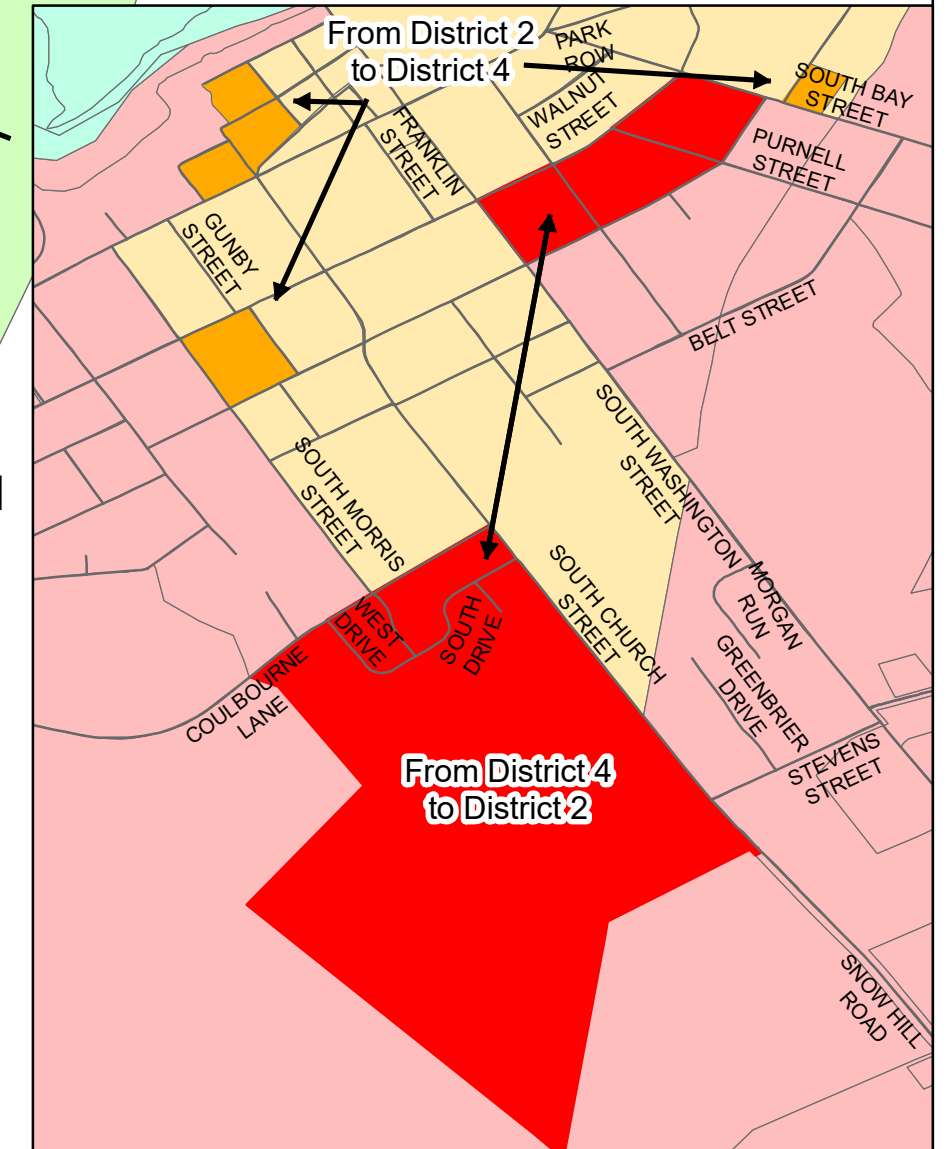 From District 2
to District 4
PARK
ROW
SOUTH BAY
STREET
WALNUT
STREET
FRANKLIN
STREET
PURNELL
STREET
GUNBY
STREET
BELT STREET
SOUTH WASHINGTON
STREET
SOUTH MORRIS
STREET
SOUTH CHURCH
STREET
MORGAN
RUN
WEST
DRIVE
SOUTH
DRIVE
GREENBRIER
DRIVE
COULBOURNE
LANE
STEVENS
STREET
From District 4
to District 2
SNOW HILL
ROAD